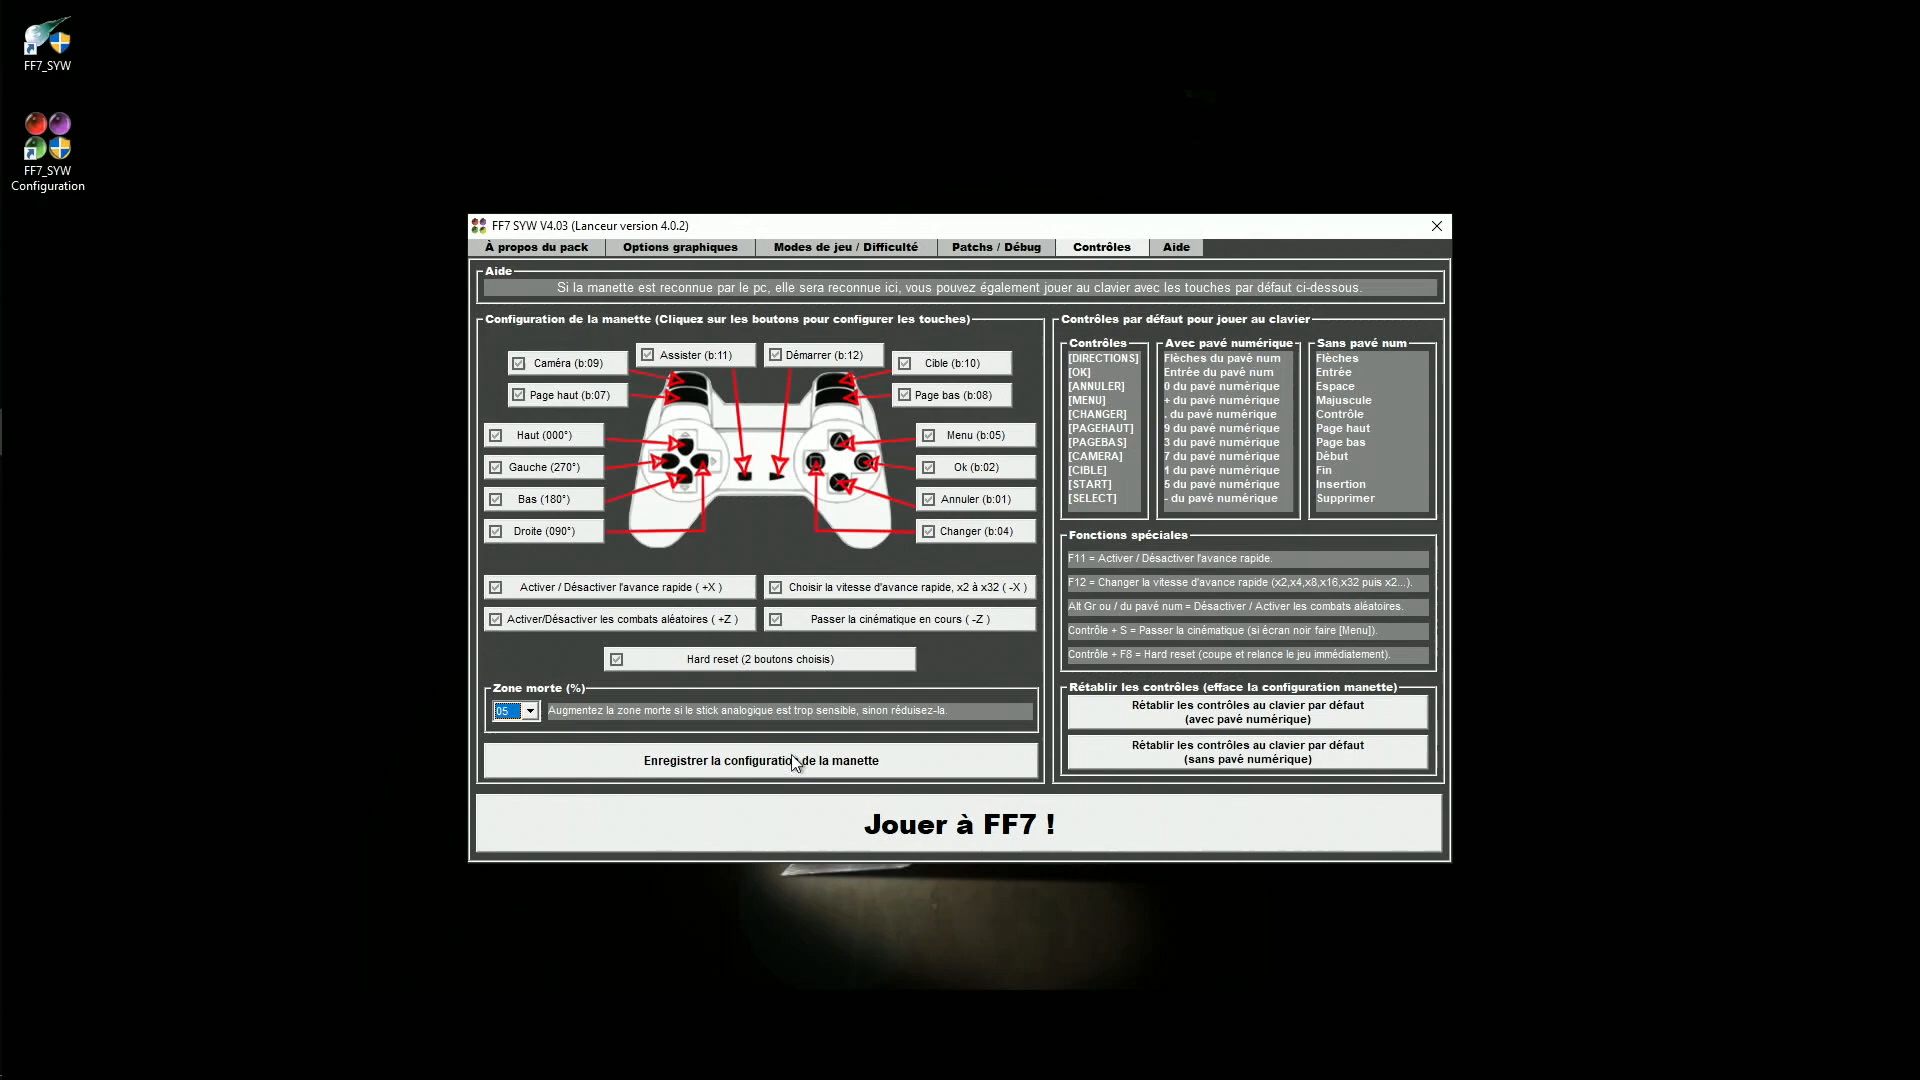 FF7_SYW
FF7_SYW
Configuration
FF7 SYW V4.03 (Lanceur version 4.0.2)
À propos du pack
Options graphiques
Modes de jeu / Difficulté
Patchs / Débug
Contrôles
Aide
Aide
Si la manette est reconnue par le pc, elle sera reconnue ici, vous pouvez également jouer au clavier avec les touches par défaut ci-dessous.
Configuration de la manette (Cliquez sur les boutons pour configurer les touches)
Caméra (b:09)
Assister (b:11)
Démarrer (b:12)
Cible (b:10)
Page haut (b:07)
Page bas (b:08)
Haut (000°)
Menu (b:05)
Gauche (270°)
Ok (b:02)
Bas (180°)
Annuler (b:01)
Droite (090°)
Changer (b:04)
Activer / Désactiver l'avance rapide ( +X )
Choisir la vitesse d'avance rapide, x2 à x32 ( -X )
Activer/Désactiver les combats aléatoires ( +Z )
Passer la cinématique en cours ( -Z )
Hard reset (2 boutons choisis)
Zone morte (%)
05
Augmentez la zone morte si le stick analogique est trop sensible, sinon réduisez-la.
Enregistrer la configuration de la manette
Contrôles par défaut pour jouer au clavier
Contrôles
[DIRECTIONS]
[OK]
[ANNULER]
[MENU]
[CHANGER]
[PAGEHAUT]
[PAGEBAS]
[CAMERA]
[CIBLE]
[START]
[SELECT]
Avec pavé numérique
Flèches du pavé num
Entrée du pavé num
0 du pavé numérique
+ du pavé numérique
. du pavé numérique
9 du pavé numérique
3 du pavé numérique
7 du pavé numérique
1 du pavé numérique
5 du pavé numérique
- du pavé numérique
Sans pavé num
Flèches
Entrée
Espace
Majuscule
Contrôle
Page haut
Page bas
Début
Fin
Insertion
Supprimer
Fonctions spéciales
F11 = Activer / Désactiver l'avance rapide.
F12 = Changer la vitesse d'avance rapide (x2,x4,x8,x16,x32 puis x2...).
Alt Gr ou / du pavé num = Désactiver / Activer les combats aléatoires.
Contrôle + S = Passer la cinématique (si écran noir faire [Menu]).
Contrôle + F8 = Hard reset (coupe et relance le jeu immédiatement).
Rétablir les contrôles (efface la configuration manette)
Rétablir les contrôles au clavier par défaut
(avec pavé numérique)
Rétablir les contrôles au clavier par défaut
(sans pavé numérique)
Jouer à FF7 !